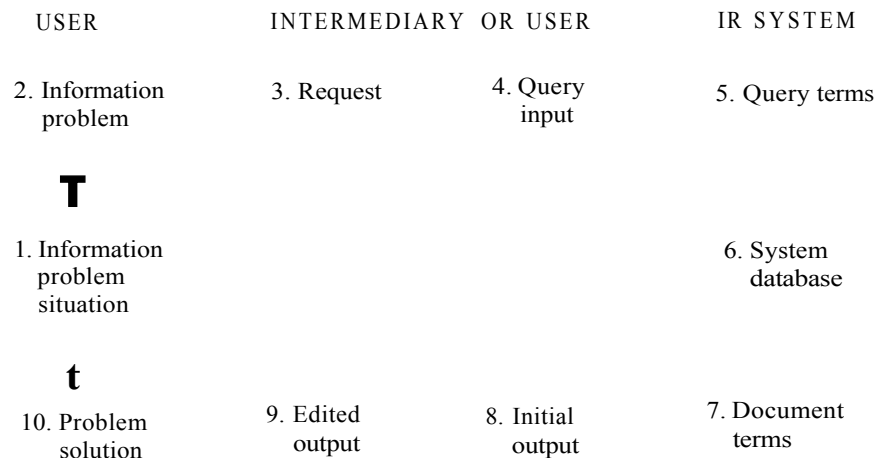 USER INTERMEDIARY OR USER IR SYSTEM
2. Information problem
3. Request
4. Query input
5. Query terms
T
1. Information problem situation
6. System database
t
10. Problem solution
9. Edited output
8. Initial output
7. Document terms